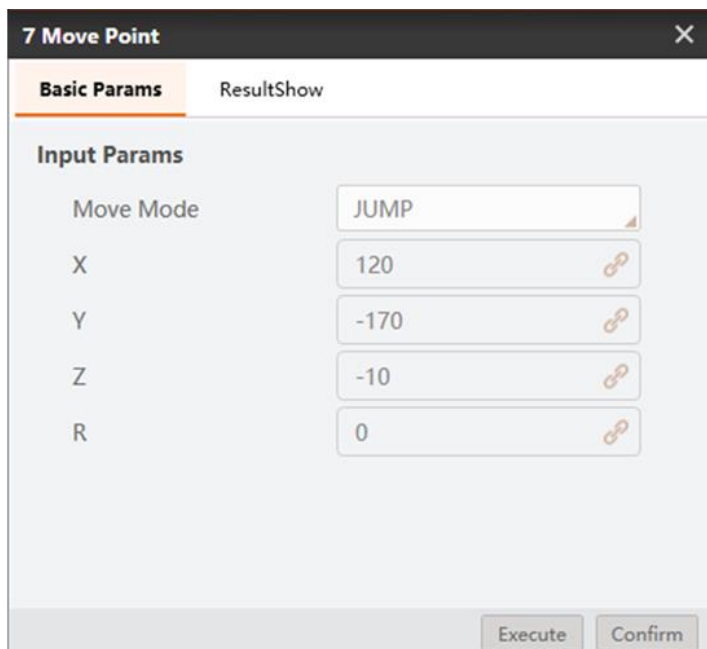 7 Move Point
Basic Params ResultShow
Input Params
Move Mode JUMP
X 120
Y -170
Z -10
R 0
Execute Confirm